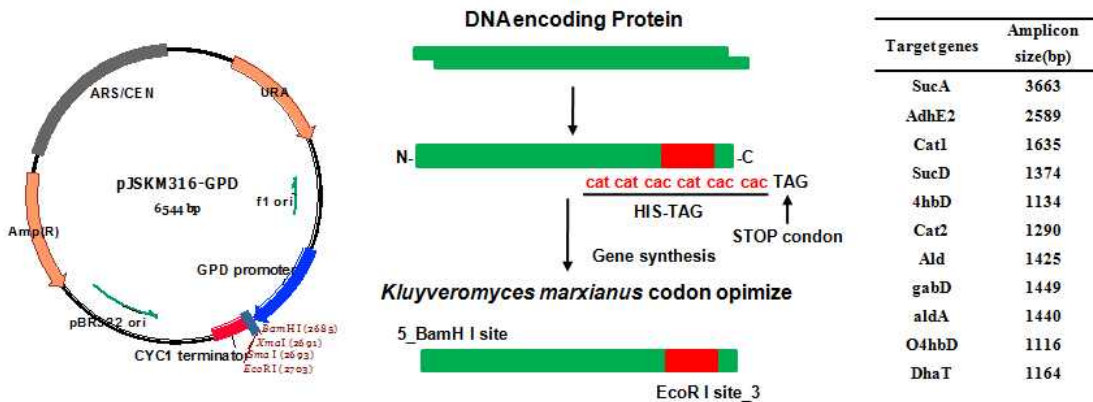 ARS/CEN
URA
pJSKM316-GPD
6544 bp
f1 ori
Amp(R)
GPD promoter
pBR322 ori
BamHI (2685)
XmaI (2691)
CYC1 terminator
SmaI (2693)
EcoRI (2703)
DNA encoding Protein
N-
-C
cat cat cac cat cac cac TAG
HIS-TAG
STOP condon
Gene synthesis
Kluyveromyces marxianus codon opimize
5_BamH I site
EcoR I site_3
Target genes Amplicon size(bp)
SucA 3663
AdhE2 2589
Cat1 1635
SucD 1374
4hbD 1134
Cat2 1290
Ald 1425
gabD 1449
aldA 1440
O4hbD 1116
DhaT 1164